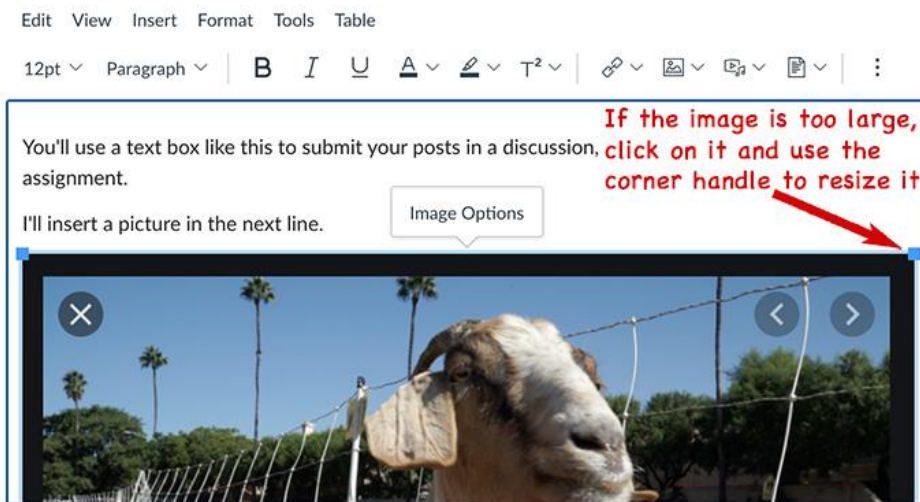 Edit View Insert Format Tools Table
12pt Paragraph B I U A T²
If the image is too large,
You'll use a text box like this to submit your posts in a discussion, click on it and use the
assignment. corner handle to resize it
Image Options
I'll insert a picture in the next line.